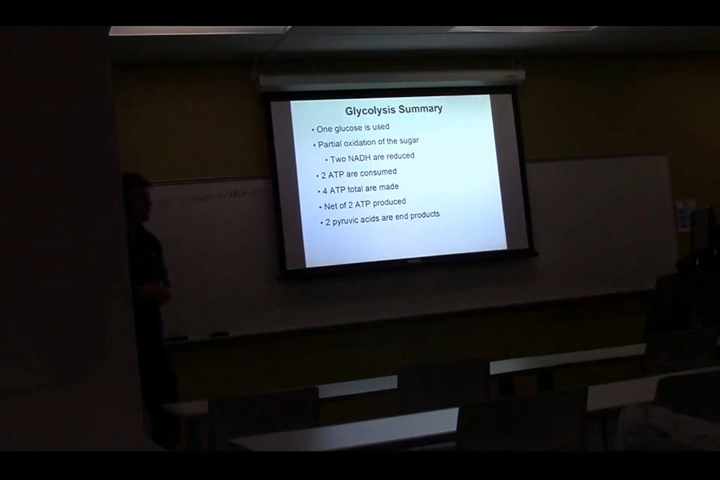 Glycolysis Summary
• One glucose is used
• Partial oxidation of the sugar
• Two NADH are reduced
• 2 ATP are consumed
• 4 ATP total are made
• Net of 2 ATP produced
• 2 pyruvic acids are end products